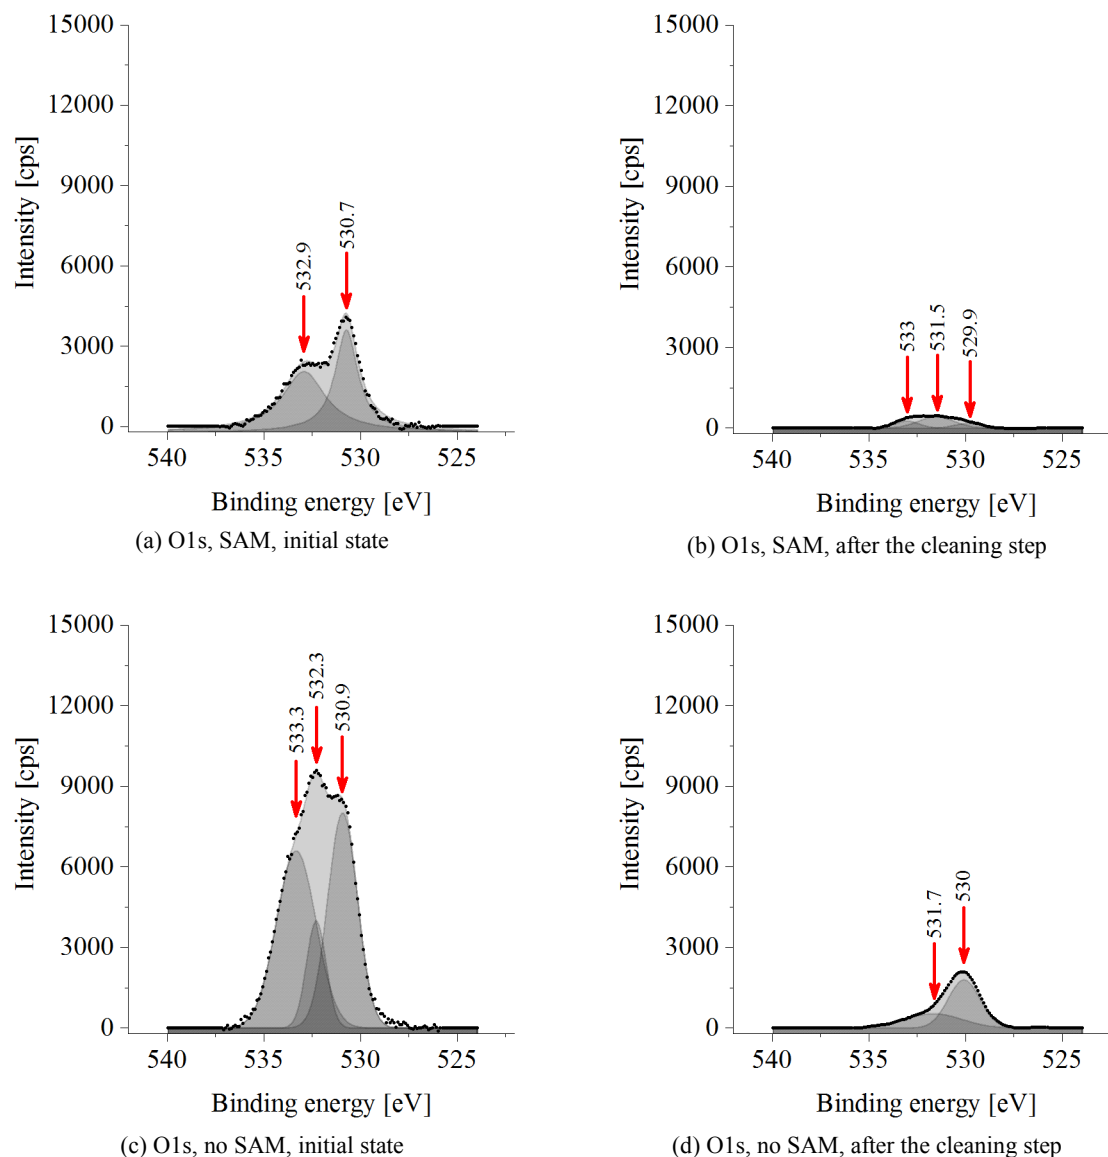 15000
12000
9000
6000
3000
0
Intensity [cps]
532.9
530.7
540 535 530 525
Binding energy [eV]
(a) O1s, SAM, initial state
15000
12000
9000
6000
3000
0
Intensity [cps]
533
531.5
529.9
540 535 530 525
Binding energy [eV]
(b) O1s, SAM, after the cleaning step
15000
12000
9000
6000
3000
0
Intensity [cps]
533.3
532.3
530.9
540 535 530 525
Binding energy [eV]
(c) O1s, no SAM, initial state
15000
12000
9000
6000
3000
0
Intensity [cps]
531.7
530
540 535 530 525
Binding energy [eV]
(d) O1s, no SAM, after the cleaning step